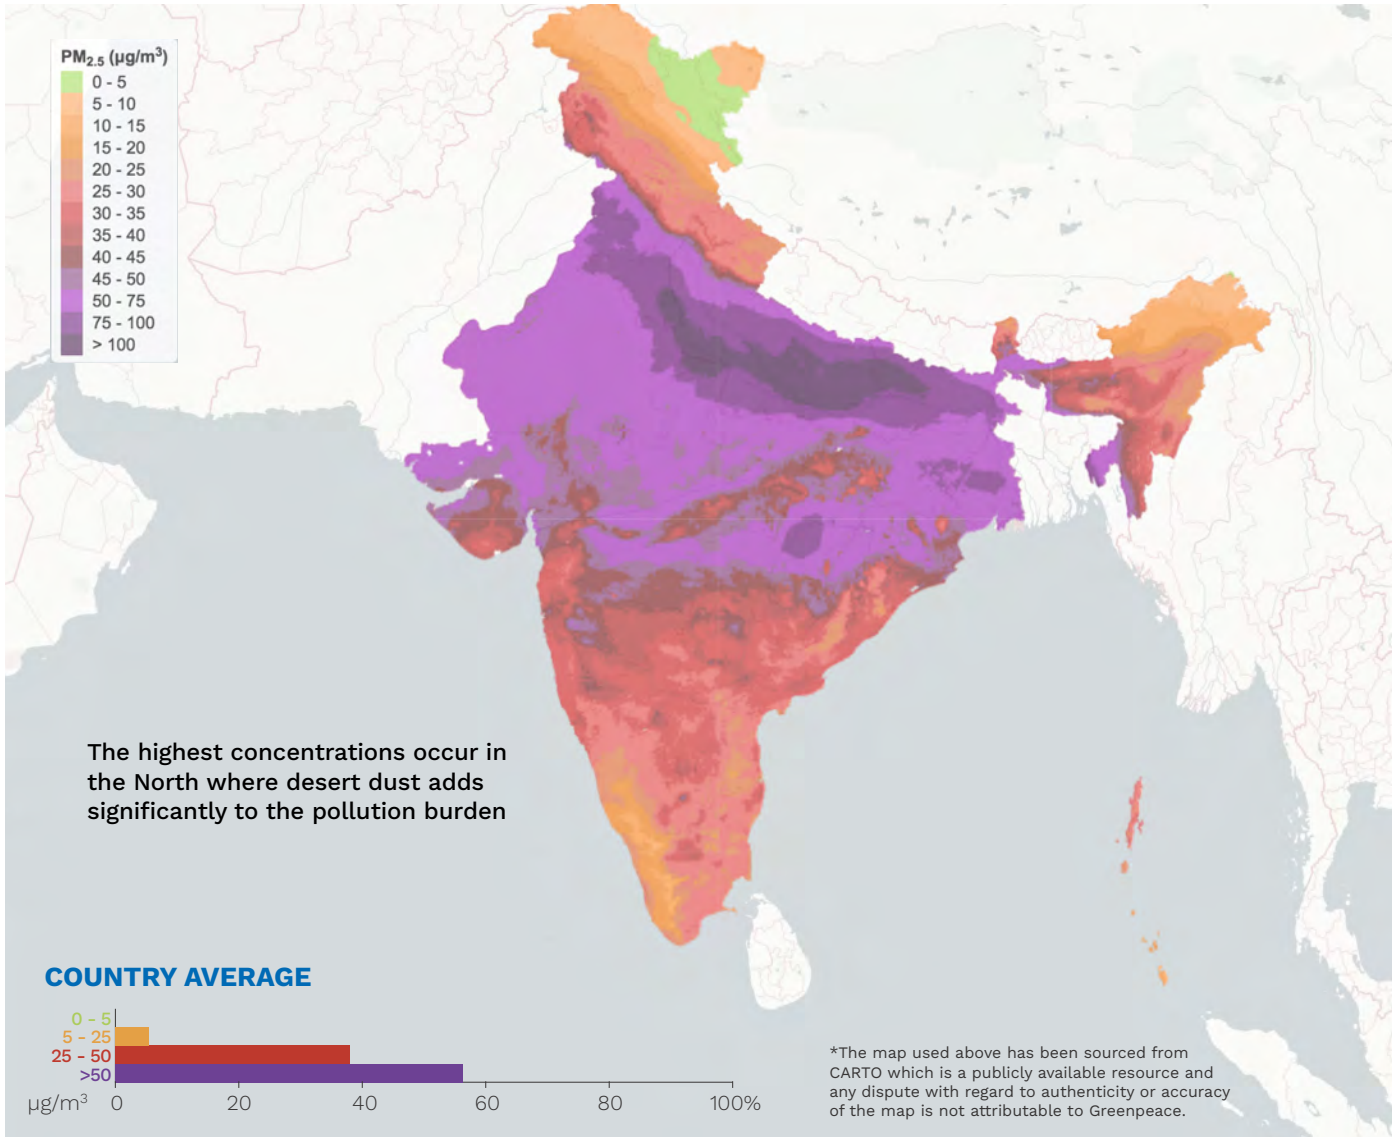 PM2.5 (µg/m³)
0 - 5
5 - 10
10 - 15
15 - 20
20 - 25
25 - 30
30 - 35
35 - 40
40 - 45
45 - 50
50 - 75
75 - 100
> 100
The highest concentrations occur in
the North where desert dust adds
significantly to the pollution burden
COUNTRY AVERAGE
0 - 5
5 - 25
25 - 50
>50
µg/m³ 0 20 40 60 80 100%
*The map used above has been sourced from
CARTO which is a publicly available resource and
any dispute with regard to authenticity or accuracy
of the map is not attributable to Greenpeace.